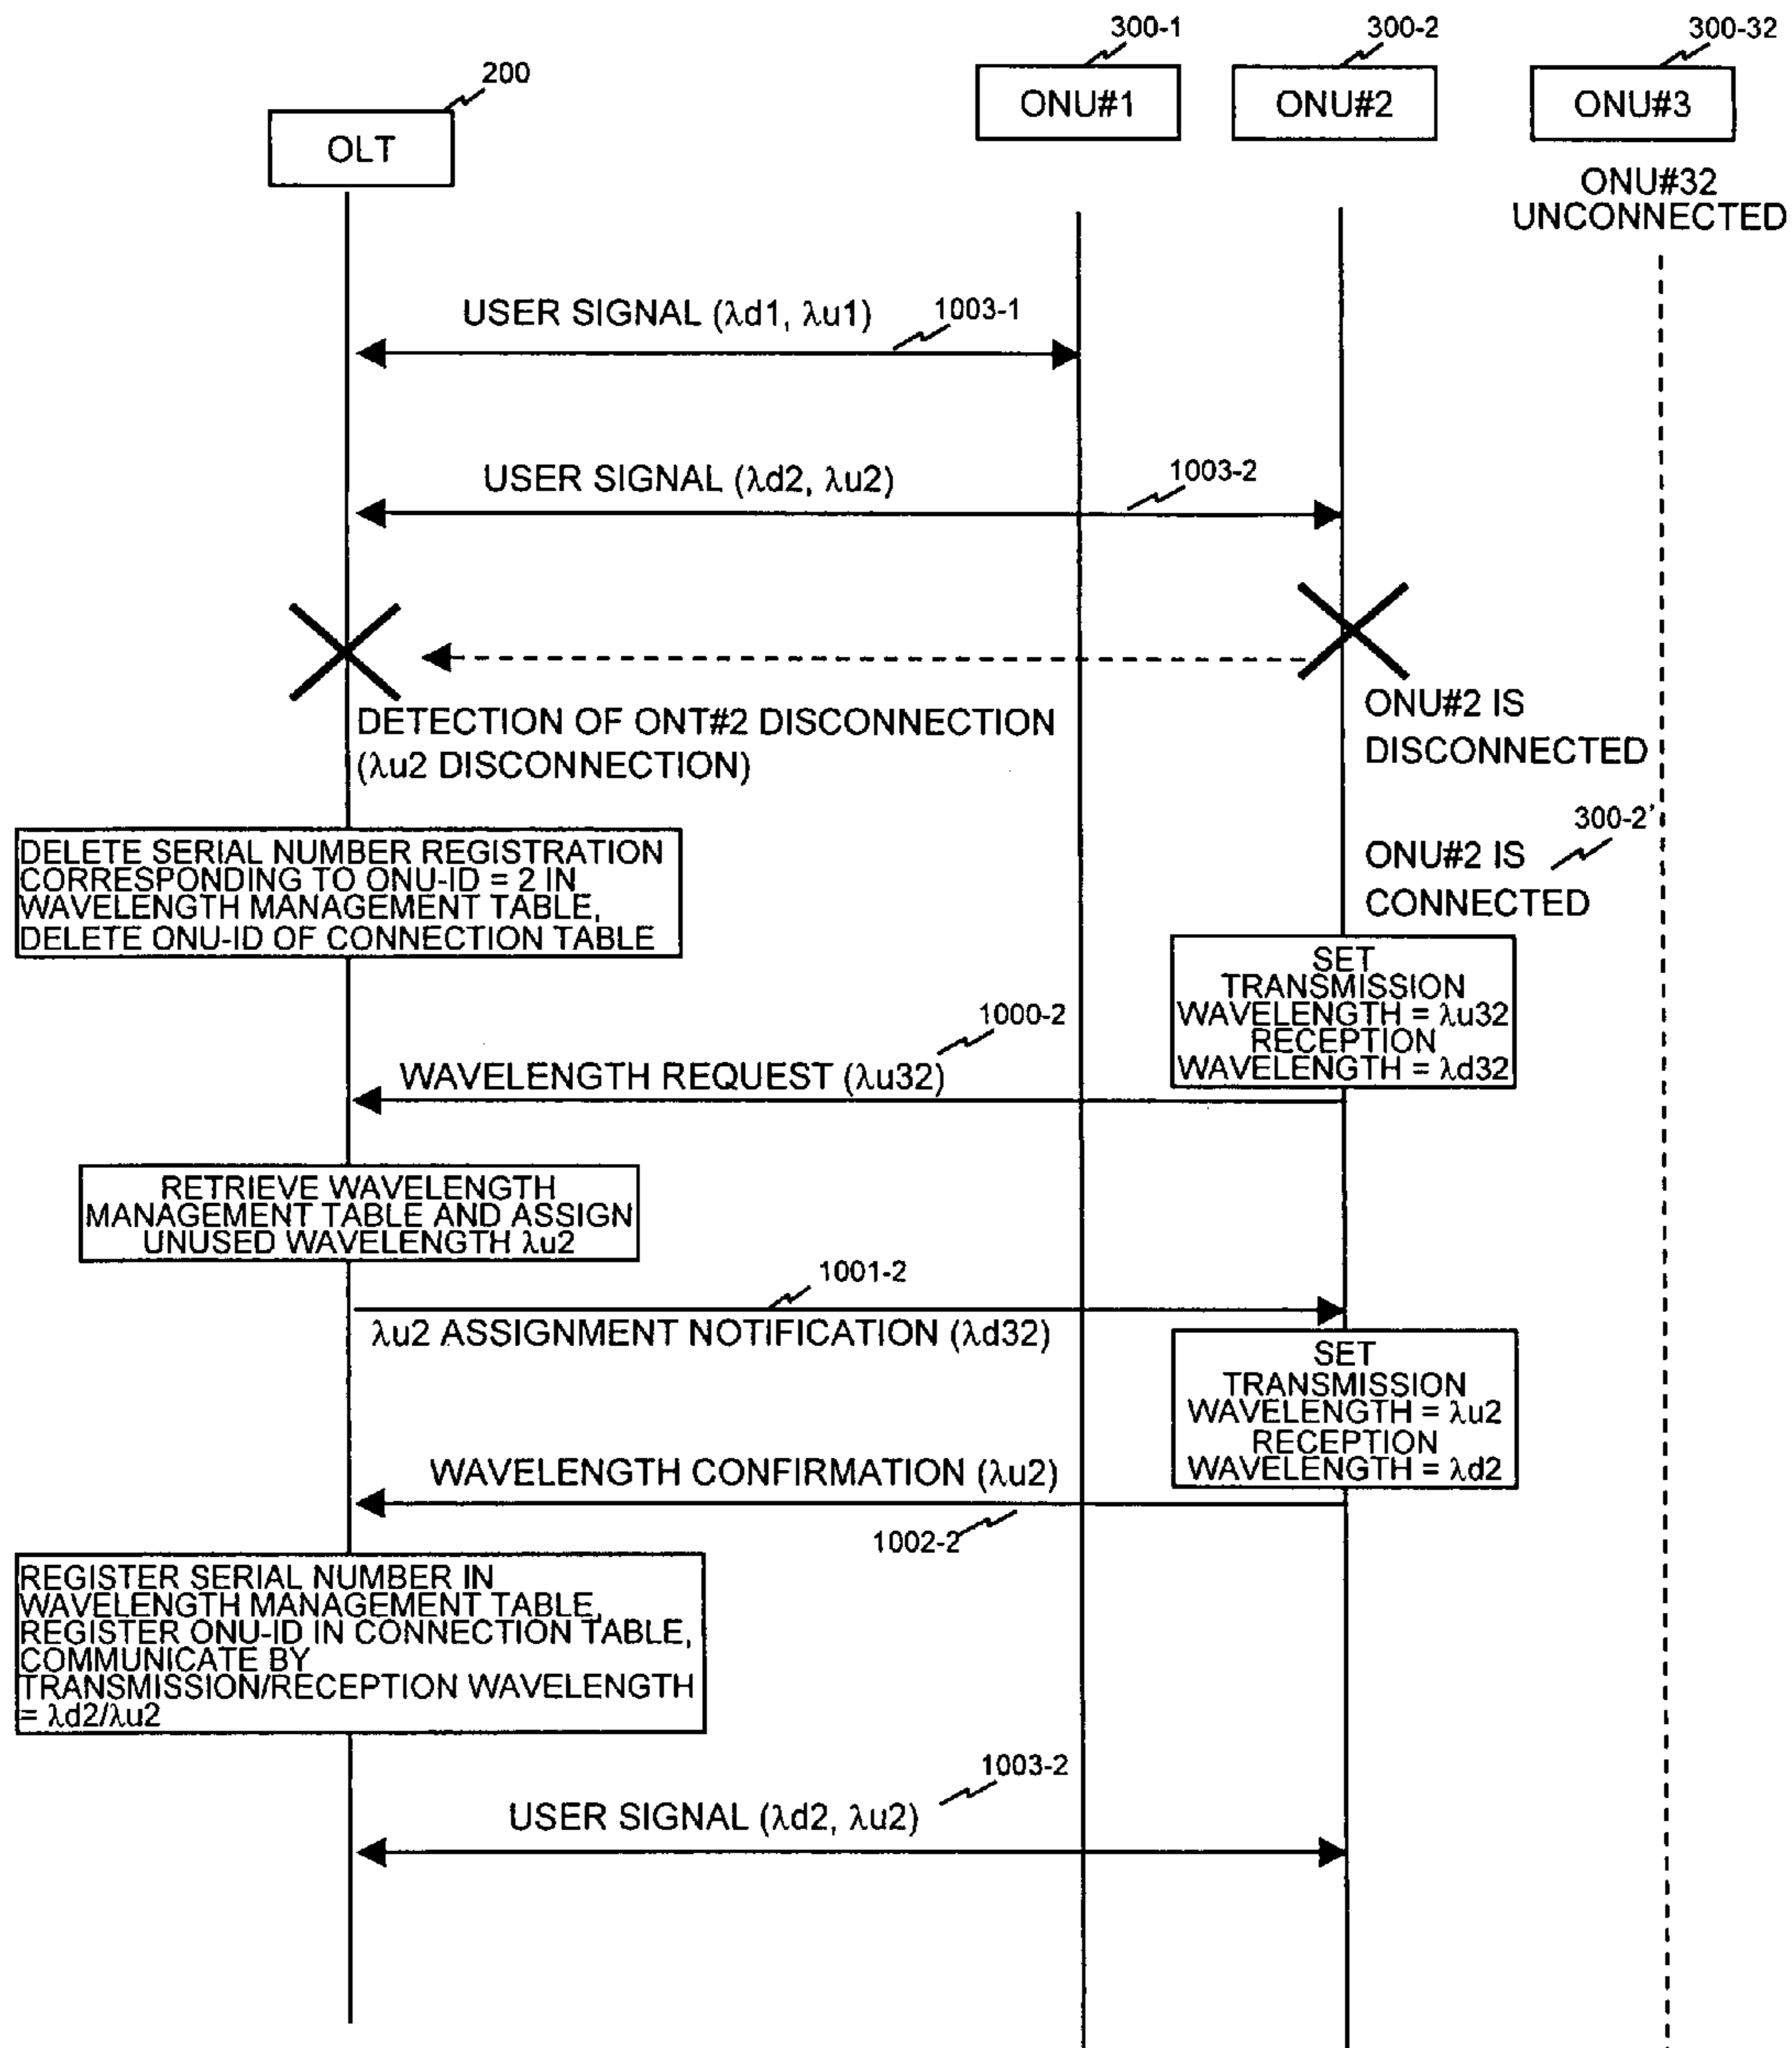 300-1
300-2
300-32
200
ONU#1
ONU#2
ONU#3
OLT
ONU#32
UNCONNECTED
USER SIGNAL (λd1, λu1)
1003-1
USER SIGNAL (λd2, λu2)
1003-2
DETECTION OF ONT#2 DISCONNECTION
(λu2 DISCONNECTION)
ONU#2 IS
DISCONNECTED
300-2'
ONU#2 IS
CONNECTED
DELETE SERIAL NUMBER REGISTRATION
CORRESPONDING TO ONU-ID = 2 IN
WAVELENGTH MANAGEMENT TABLE,
DELETE ONU-ID OF CONNECTION TABLE
SET
TRANSMISSION
WAVELENGTH = λu32
RECEPTION
WAVELENGTH = λd32
1000-2
WAVELENGTH REQUEST (λu32)
RETRIEVE WAVELENGTH
MANAGEMENT TABLE AND ASSIGN
UNUSED WAVELENGTH λu2
1001-2
λu2 ASSIGNMENT NOTIFICATION (λd32)
SET
TRANSMISSION
WAVELENGTH = λu2
RECEPTION
WAVELENGTH = λd2
WAVELENGTH CONFIRMATION (λu2)
1002-2
REGISTER SERIAL NUMBER IN
WAVELENGTH MANAGEMENT TABLE,
REGISTER ONU-ID IN CONNECTION TABLE,
COMMUNICATE BY
TRANSMISSION/RECEPTION WAVELENGTH
= λd2/λu2
1003-2
USER SIGNAL (λd2, λu2)